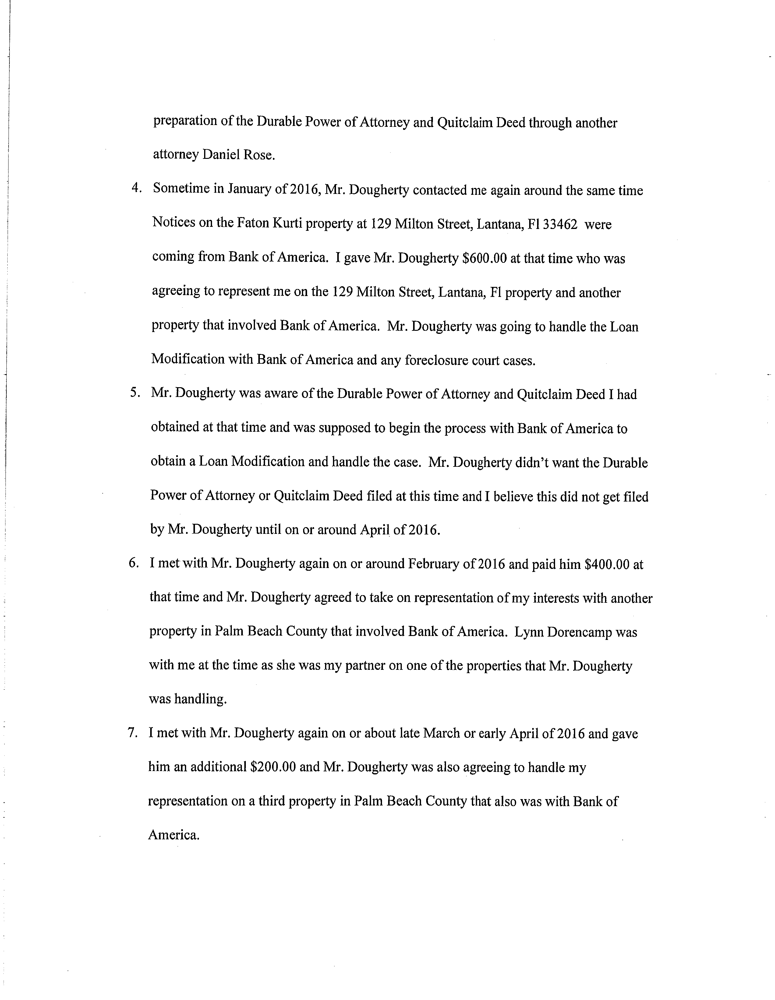 preparation of the Durable Power of Attorney and Quitclaim Deed through another
attorney Daniel Rose.
4. Sometime in January of 2016, Mr. Dougherty contacted me again around the same time
Notices on the Faton Kurti property at 129 Milton Street, Lantana, Fl 33462 were
coming from Bank of America. I gave Mr. Dougherty $600.00 at that time who was
agreeing to represent me on the 129 Milton Street, Lantana, Fl property and another
property that involved Bank of America. Mr. Dougherty was going to handle the Loan
Modification with Bank of America and any foreclosure court cases.
5. Mr. Dougherty was aware of the Durable Power of Attorney and Quitclaim Deed I had
obtained at that time and was supposed to begin the process with Bank of America to
obtain a Loan Modification and handle the case. Mr. Dougherty didn't want the Durable
Power of Attorney or Quitclaim Deed filed at this time and I believe this did not get filed
by Mr. Dougherty until on or around April of 2016.
6. I met with Mr. Dougherty again on or around February of 2016 and paid him $400.00 at
that time and Mr. Dougherty agreed to take on representation of my interests with another
property in Palm Beach County that involved Bank of America. Lynn Dorencamp was
with me at the time as she was my partner on one of the properties that Mr. Dougherty
was handling.
7. I met with Mr. Dougherty again on or about late March or early April of 2016 and gave
him an additional $200.00 and Mr. Dougherty was also agreeing to handle my
representation on a third property in Palm Beach County that also was with Bank of
America.